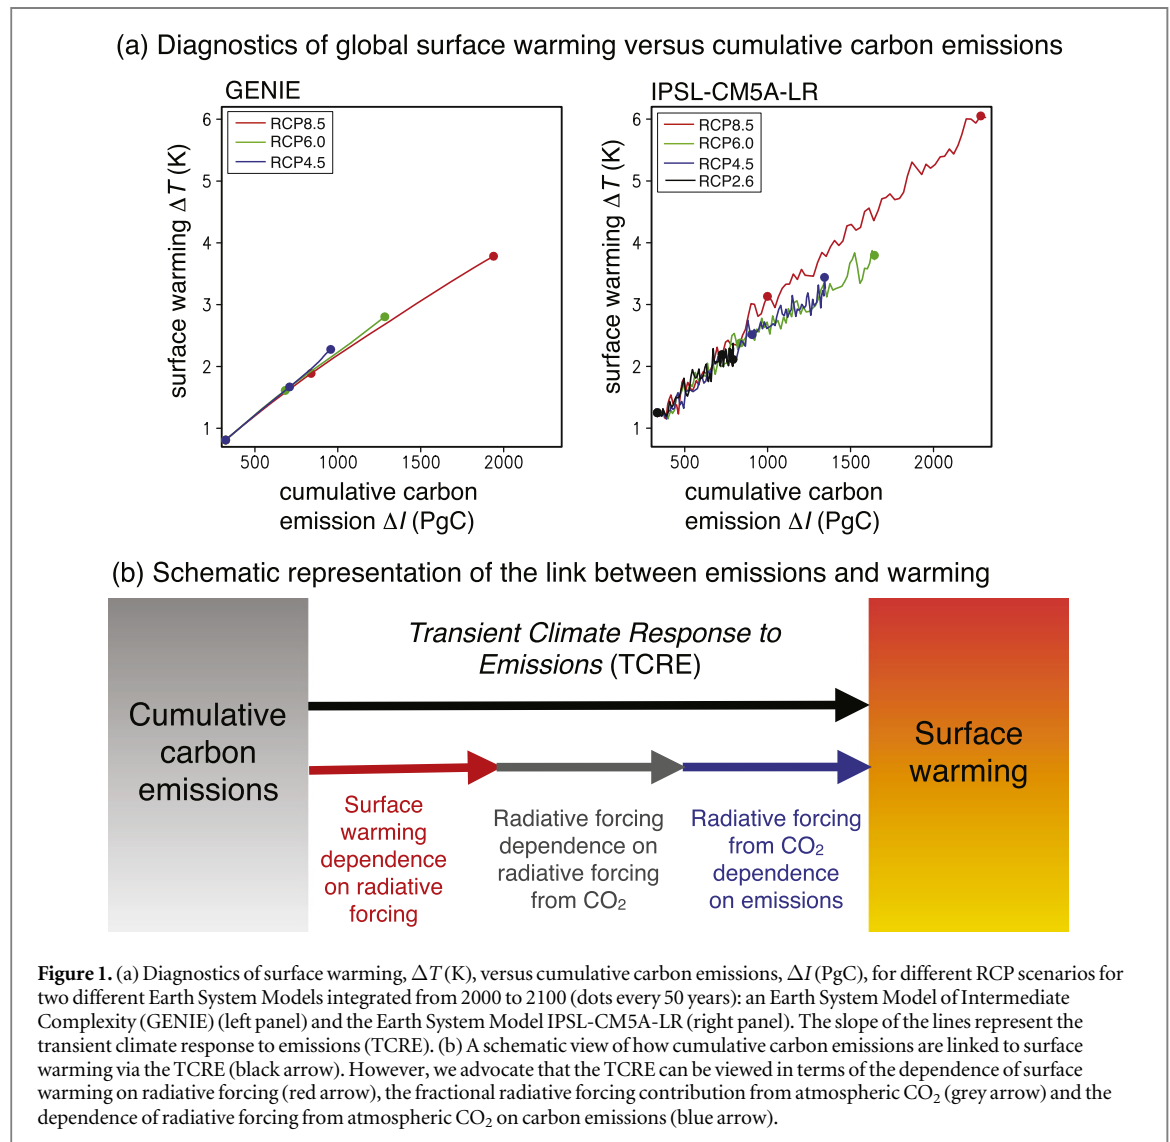 (a) Diagnostics of global surface warming versus cumulative carbon emissions
GENIE
RCP8.5
RCP6.0
RCP4.5
6
5
4
3
2
1
surface warming ΔT (K)
500 1000 1500 2000
cumulative carbon
emission ΔI (PgC)
IPSL-CM5A-LR
RCP8.5
RCP6.0
RCP4.5
RCP2.6
6
5
4
3
2
1
surface warming ΔT (K)
500 1000 1500 2000
cumulative carbon
emission ΔI (PgC)
(b) Schematic representation of the link between emissions and warming
Cumulative
carbon
emissions
Transient Climate Response to
Emissions (TCRE)
Surface
warming
dependence
on radiative
forcing
Radiative forcing
dependence on
radiative forcing
from CO₂
Radiative forcing
from CO₂
dependence
on emissions
Surface
warming
Figure 1. (a) Diagnostics of surface warming, ΔT (K), versus cumulative carbon emissions, ΔI (PgC), for different RCP scenarios for
two different Earth System Models integrated from 2000 to 2100 (dots every 50 years): an Earth System Model of Intermediate
Complexity (GENIE) (left panel) and the Earth System Model IPSL-CM5A-LR (right panel). The slope of the lines represent the
transient climate response to emissions (TCRE). (b) A schematic view of how cumulative carbon emissions are linked to surface
warming via the TCRE (black arrow). However, we advocate that the TCRE can be viewed in terms of the dependence of surface
warming on radiative forcing (red arrow), the fractional radiative forcing contribution from atmospheric CO₂ (grey arrow) and the
dependence of radiative forcing from atmospheric CO₂ on carbon emissions (blue arrow).